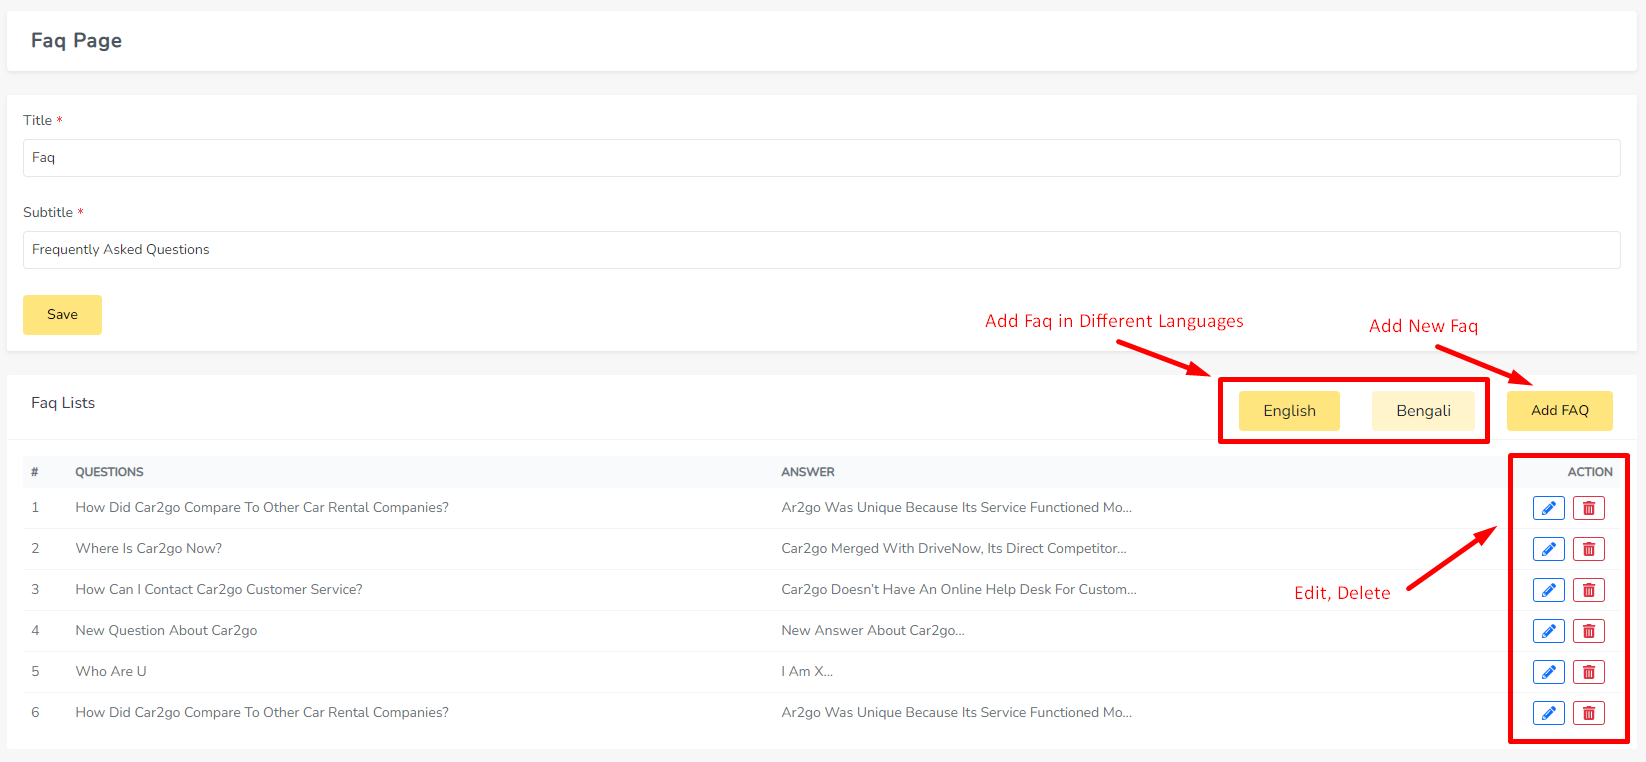 Faq Page
Title *
Faq
Subtitle *
Frequently Asked Questions
Save
Add Faq in Different Languages
Add New Faq
Faq Lists
English
Bengali
Add FAQ
# QUESTIONS ANSWER ACTION
1 How Did Car2go Compare To Other Car Rental Companies? Ar2go Was Unique Because Its Service Functioned Mo...
2 Where Is Car2go Now? Car2go Merged With DriveNow, Its Direct Competitor...
3 How Can I Contact Car2go Customer Service? Car2go Doesn't Have An Online Help Desk For Custom...
Edit, Delete
4 New Question About Car2go New Answer About Car2go...
5 Who Are U I Am X...
6 How Did Car2go Compare To Other Car Rental Companies? Ar2go Was Unique Because Its Service Functioned Mo...